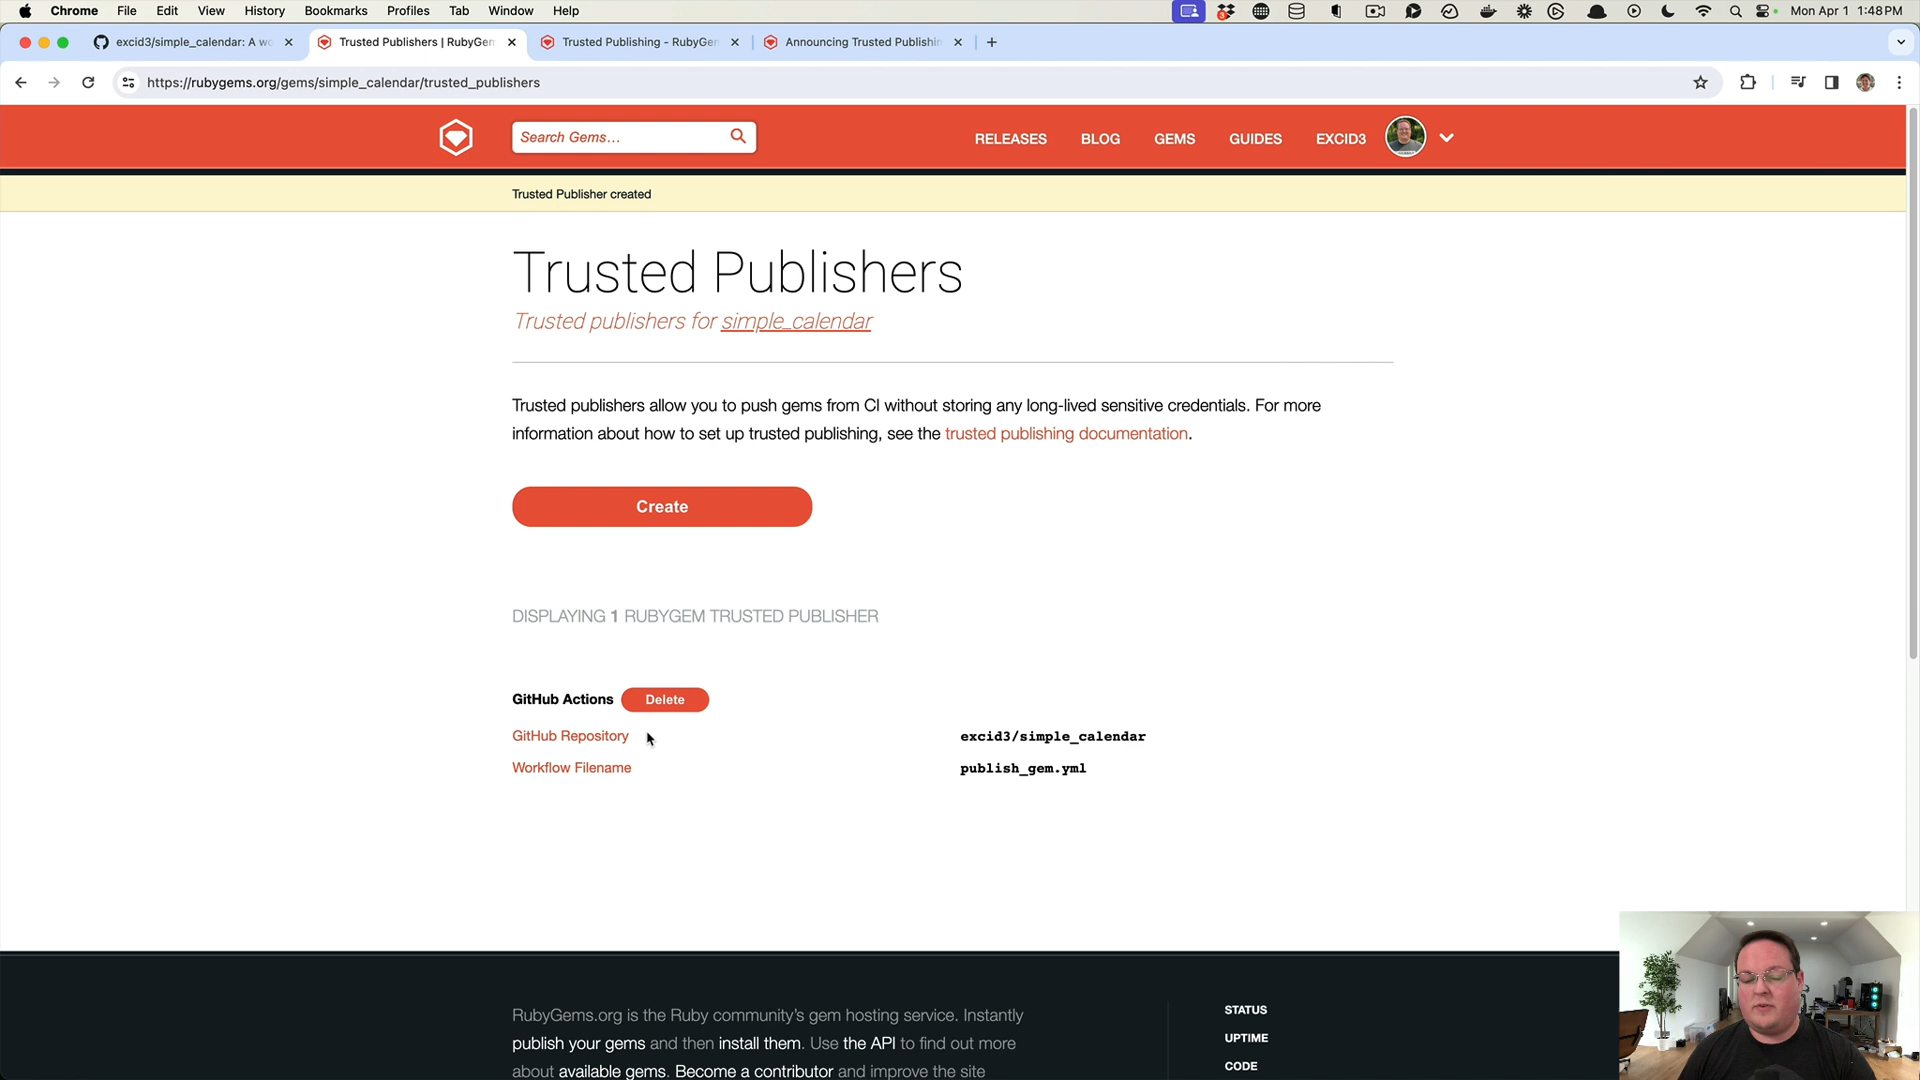 Chrome File Edit View History Bookmarks Profiles Tab Window Help Mon Apr 1 1:48 PM
excid3/simple_calendar: A wo Trusted Publishers | RubyGem Trusted Publishing - RubyGen Announcing Trusted Publishin
https://rubygems.org/gems/simple_calendar/trusted_publishers
Search Gems… RELEASES BLOG GEMS GUIDES EXCID3
Trusted Publisher created
Trusted Publishers
Trusted publishers for simple_calendar
Trusted publishers allow you to push gems from CI without storing any long-lived sensitive credentials. For more
information about how to set up trusted publishing, see the trusted publishing documentation.
Create
DISPLAYING 1 RUBYGEM TRUSTED PUBLISHER
GitHub Actions Delete
GitHub Repository excid3/simple_calendar
Workflow Filename publish_gem.yml
RubyGems.org is the Ruby community's gem hosting service. Instantly
publish your gems and then install them. Use the API to find out more
about available gems. Become a contributor and improve the site
STATUS
UPTIME
CODE